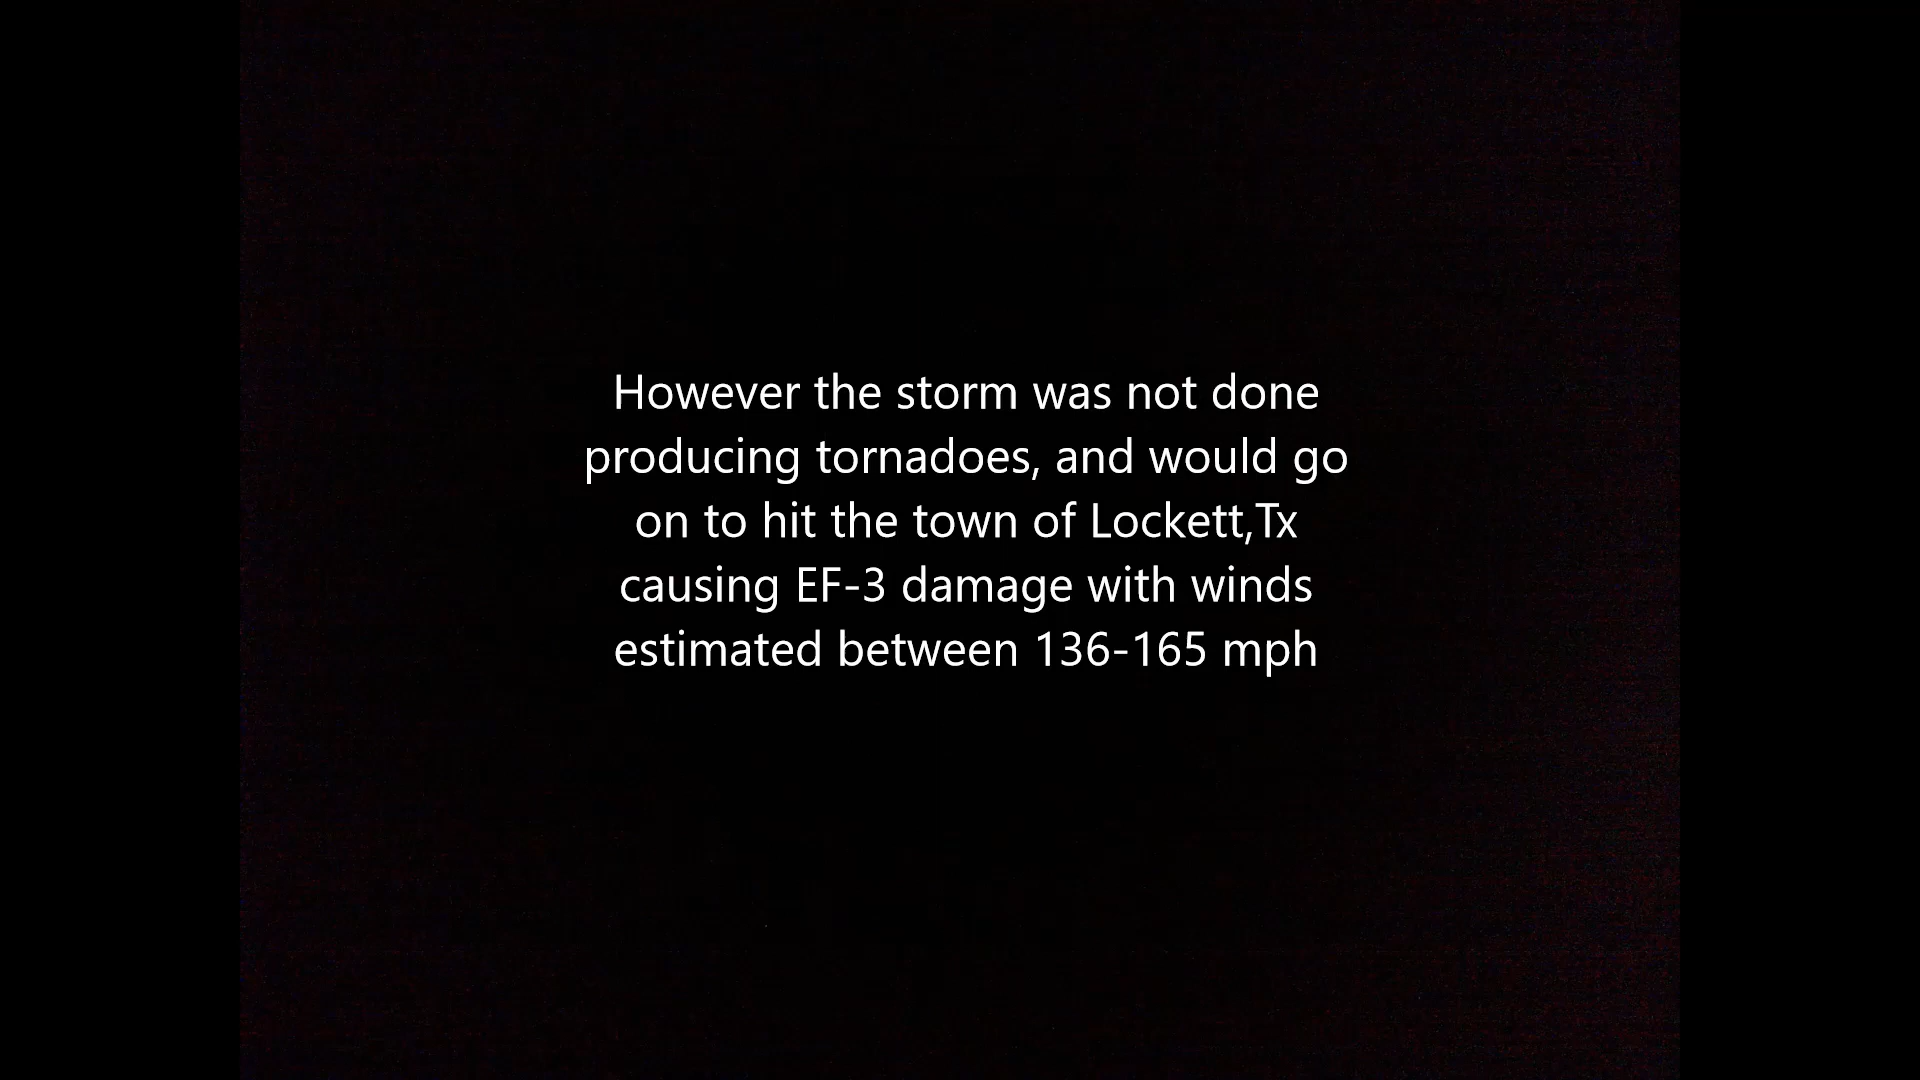 However the storm was not done
producing tornadoes, and would go
on to hit the town of Lockett,Tx
causing EF-3 damage with winds
estimated between 136-165 mph